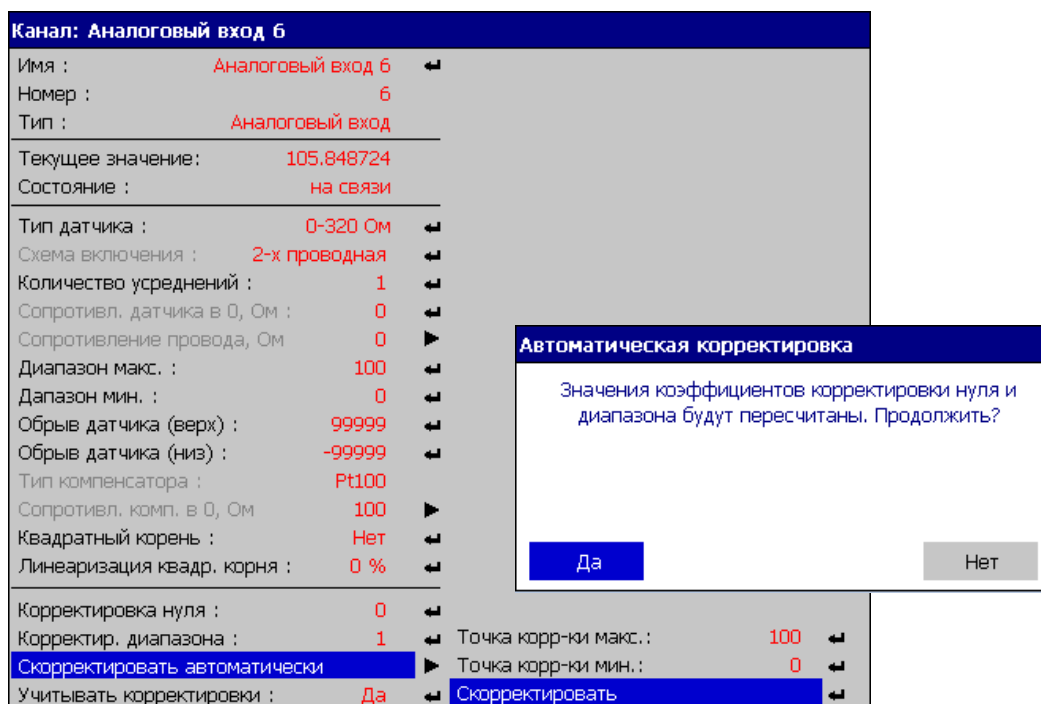 Канал: Аналоговый вход 6
Имя : Аналоговый вход 6
Номер : 6
Тип : Аналоговый вход
Текущее значение: 105.848724
Состояние : на связи
Тип датчика : 0-320 Ом
Схема включения : 2-х проводная
Количество усреднений : 1
Сопротивл. датчика в 0, Ом : 0
Сопротивление провода, Ом 0
Диапазон макс. : 100
Дапазон мин. : 0
Обрыв датчика (верх) : 99999
Обрыв датчика (низ) : -99999
Тип компенсатора : Pt100
Сопротивл. комп. в 0, Ом 100
Квадратный корень : Нет
Линеаризация квадр. корня : 0 %
Корректировка нуля : 0
Корректир. диапазона : 1
Скорректировать автоматически
Учитывать корректировки : Да
Точка корр-ки макс.: 100
Точка корр-ки мин.: 0
Скорректировать
Автоматическая корректировка
Значения коэффициентов корректировки нуля и
диапазона будут пересчитаны. Продолжить?
Да Нет